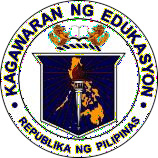 KAGAWARAN NG EDUKASYON
REPUBLIKA NG PILIPINAS